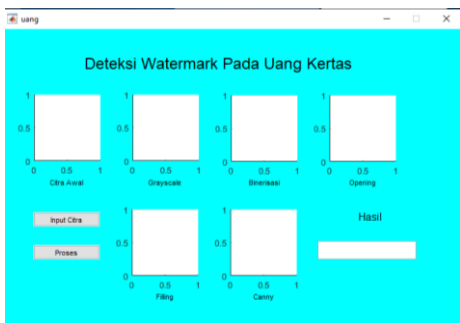 uang
Deteksi Watermark Pada Uang Kertas
1
0.5
0
0 0.5 1
Citra Awal
1
0.5
0
0 0.5 1
Grayscale
1
0.5
0
0 0.5 1
Binerisasi
1
0.5
0
0 0.5 1
Opening
Input Citra
Proses
1
0.5
0
0 0.5 1
Filling
1
0.5
0
0 0.5 1
Canny
Hasil